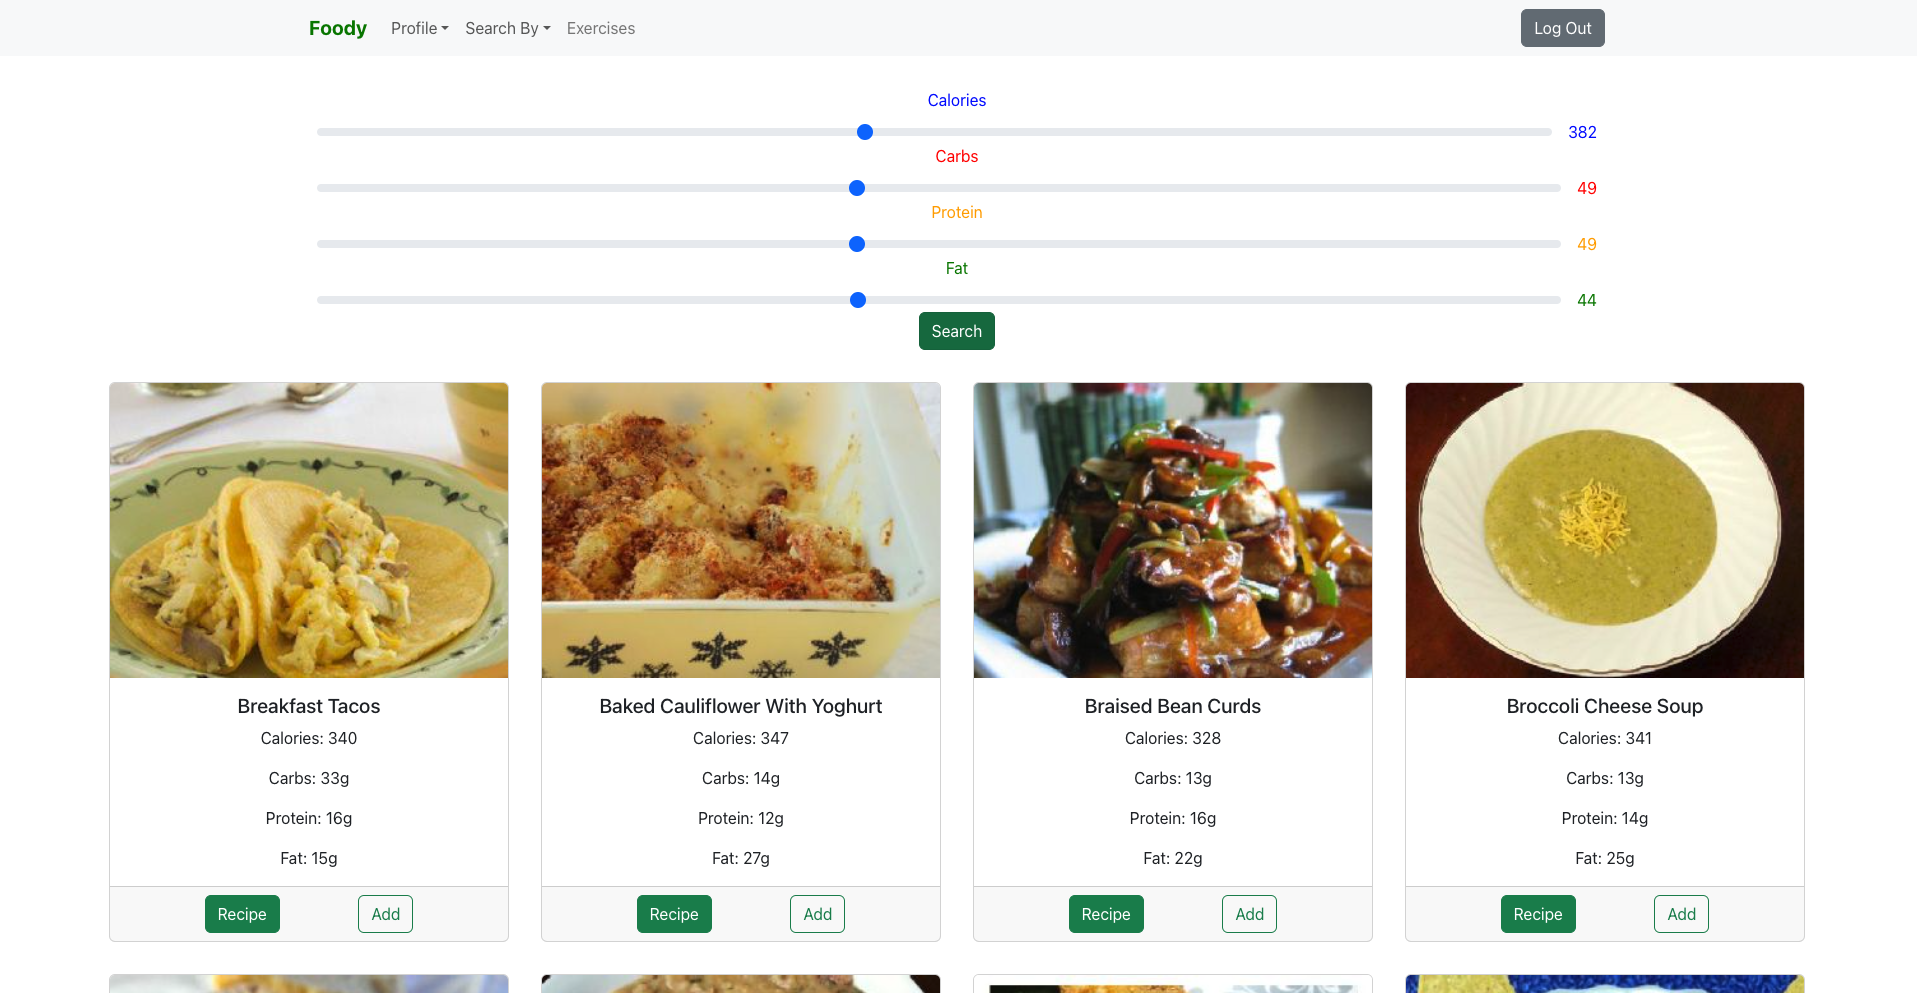 Foody Profile Search By Exercises Log Out
Calories
382
Carbs
49
Protein
49
Fat
44
Search
Breakfast Tacos
Calories: 340
Carbs: 33g
Protein: 16g
Fat: 15g
Recipe Add
Baked Cauliflower With Yoghurt
Calories: 347
Carbs: 14g
Protein: 12g
Fat: 27g
Recipe Add
Braised Bean Curds
Calories: 328
Carbs: 13g
Protein: 16g
Fat: 22g
Recipe Add
Broccoli Cheese Soup
Calories: 341
Carbs: 13g
Protein: 14g
Fat: 25g
Recipe Add